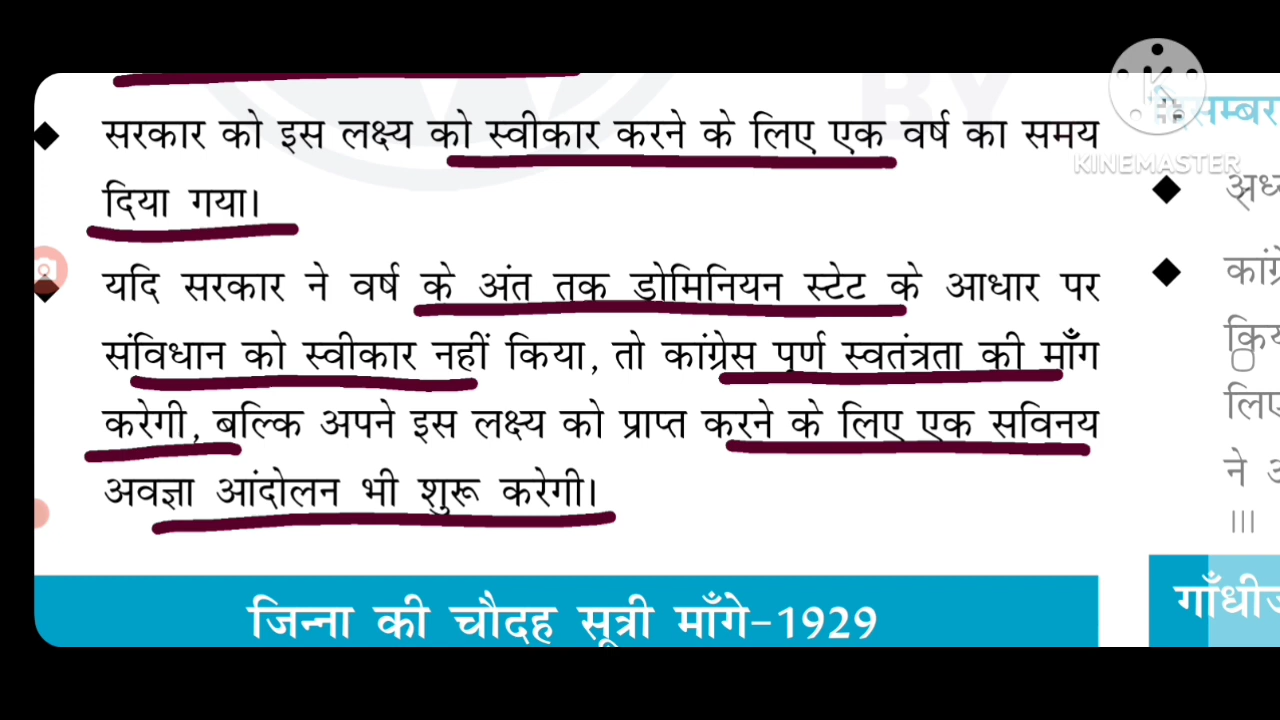 सरकार को इस लक्ष्य को स्वीकार करने के लिए एक वर्ष का समय
दिया गया।
यदि सरकार ने वर्ष के अंत तक डोमिनियन स्टेट के आधार पर
संविधान को स्वीकार नहीं किया, तो कांग्रेस पूर्ण स्वतंत्रता की माँग
करेगी, बल्कि अपने इस लक्ष्य को प्राप्त करने के लिए एक सविनय
अवज्ञा आंदोलन भी शुरू करेगी।
जिन्ना की चौदह सूत्री माँगे-1929
BY
KINEMASTER
लिए
ने